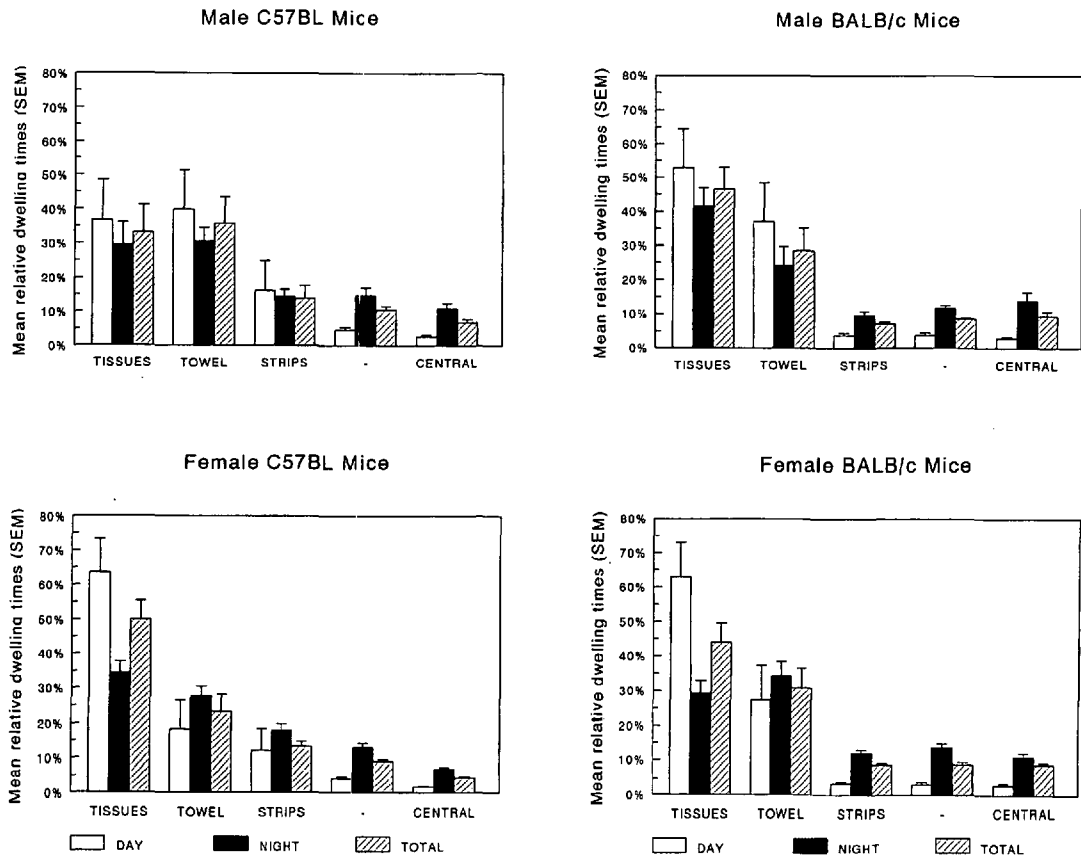 Male C57BL Mice
Mean relative dwelling times (SEM)
80%
70%
60%
50%
40%
30%
20%
10%
0%
TISSUES TOWEL STRIPS - CENTRAL
Male BALB/c Mice
Mean relative dwelling times (SEM)
80%
70%
60%
50%
40%
30%
20%
10%
0%
TISSUES TOWEL STRIPS - CENTRAL
Female C57BL Mice
Mean relative dwelling times (SEM)
80%
70%
60%
50%
40%
30%
20%
10%
0%
TISSUES TOWEL STRIPS - CENTRAL
DAY NIGHT TOTAL
Female BALB/c Mice
Mean relative dwelling times (SEM)
80%
70%
60%
50%
40%
30%
20%
10%
0%
TISSUES TOWEL STRIPS - CENTRAL
DAY NIGHT TOTAL